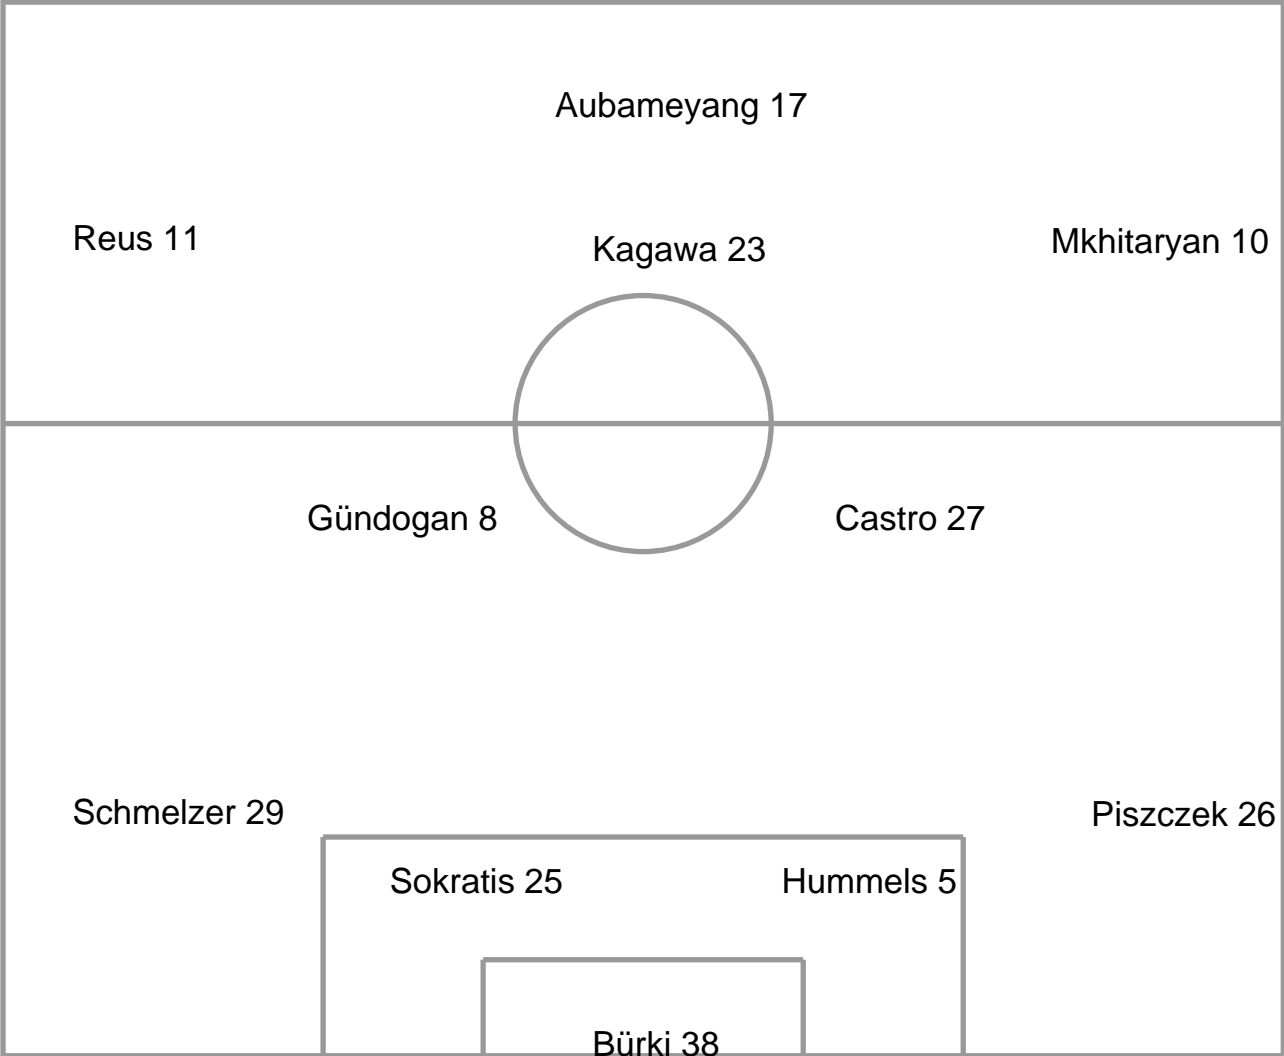 Aubameyang 17
Reus 11
Kagawa 23
Mkhitaryan 10
Gündogan 8
Castro 27
Schmelzer 29
Piszczek 26
Sokratis 25
Hummels 5
Bürki 38